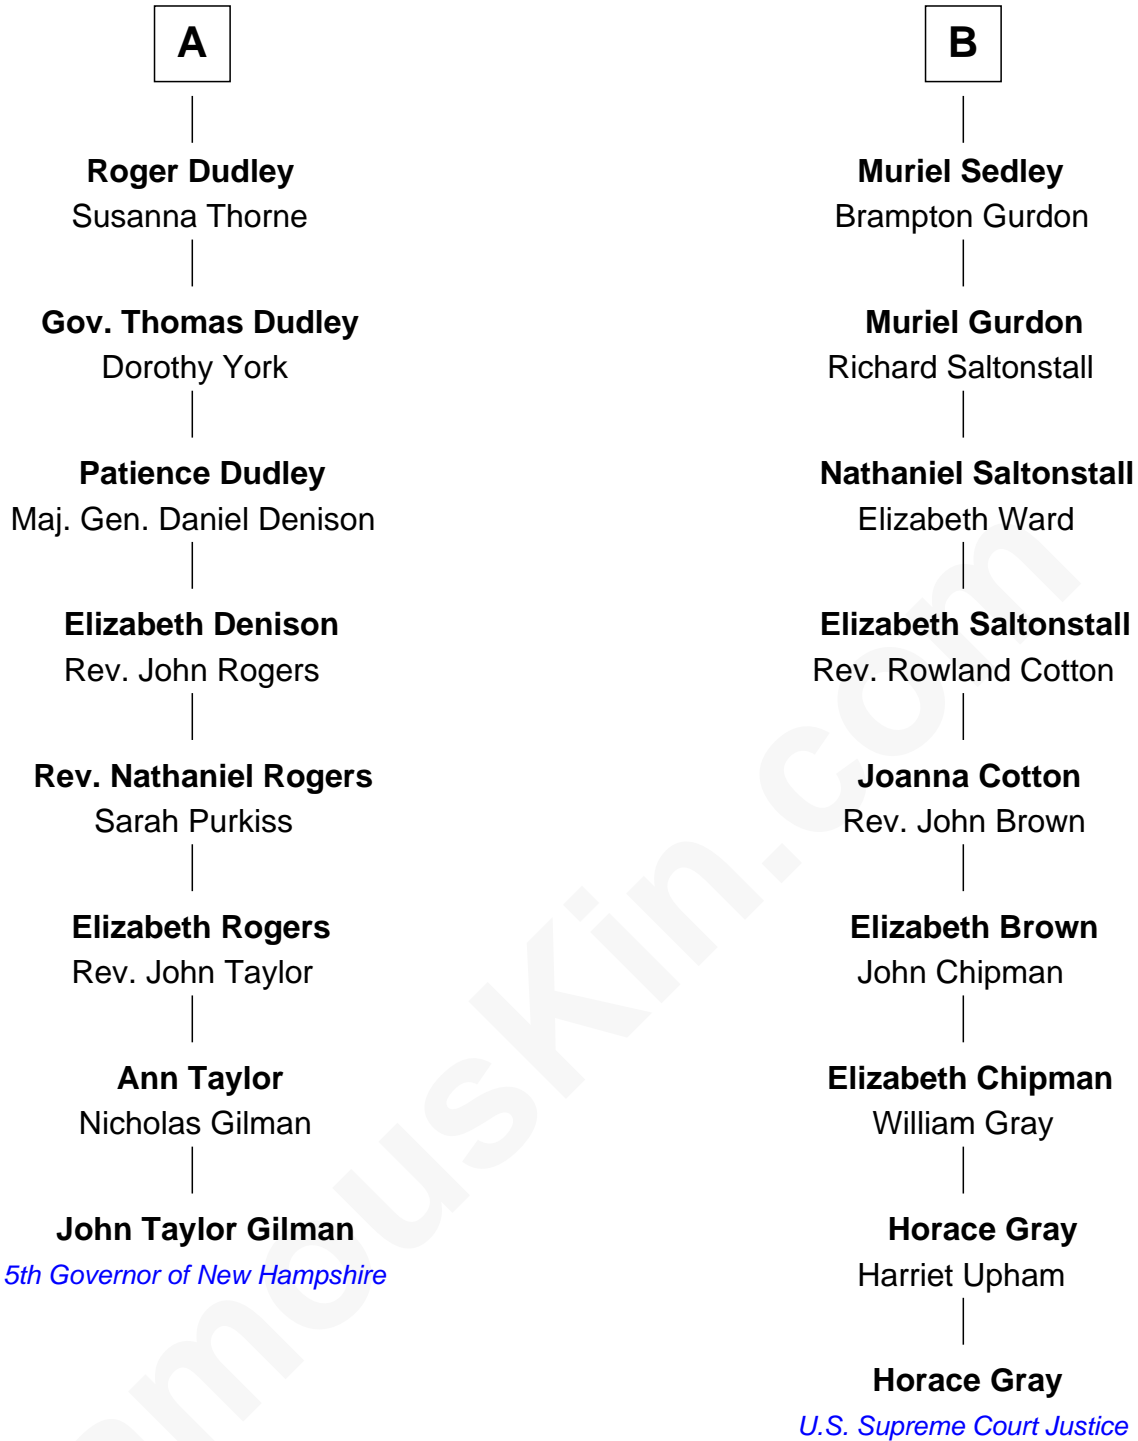 A
Roger Dudley
Susanna Thorne
Gov. Thomas Dudley
Dorothy York
Patience Dudley
Maj. Gen. Daniel Denison
Elizabeth Denison
Rev. John Rogers
Rev. Nathaniel Rogers
Sarah Purkiss
Elizabeth Rogers
Rev. John Taylor
Ann Taylor
Nicholas Gilman
John Taylor Gilman
5th Governor of New Hampshire
B
Muriel Sedley
Brampton Gurdon
Muriel Gurdon
Richard Saltonstall
Nathaniel Saltonstall
Elizabeth Ward
Elizabeth Saltonstall
Rev. Rowland Cotton
Joanna Cotton
Rev. John Brown
Elizabeth Brown
John Chipman
Elizabeth Chipman
William Gray
Horace Gray
Harriet Upham
Horace Gray
U.S. Supreme Court Justice
amouskin.com